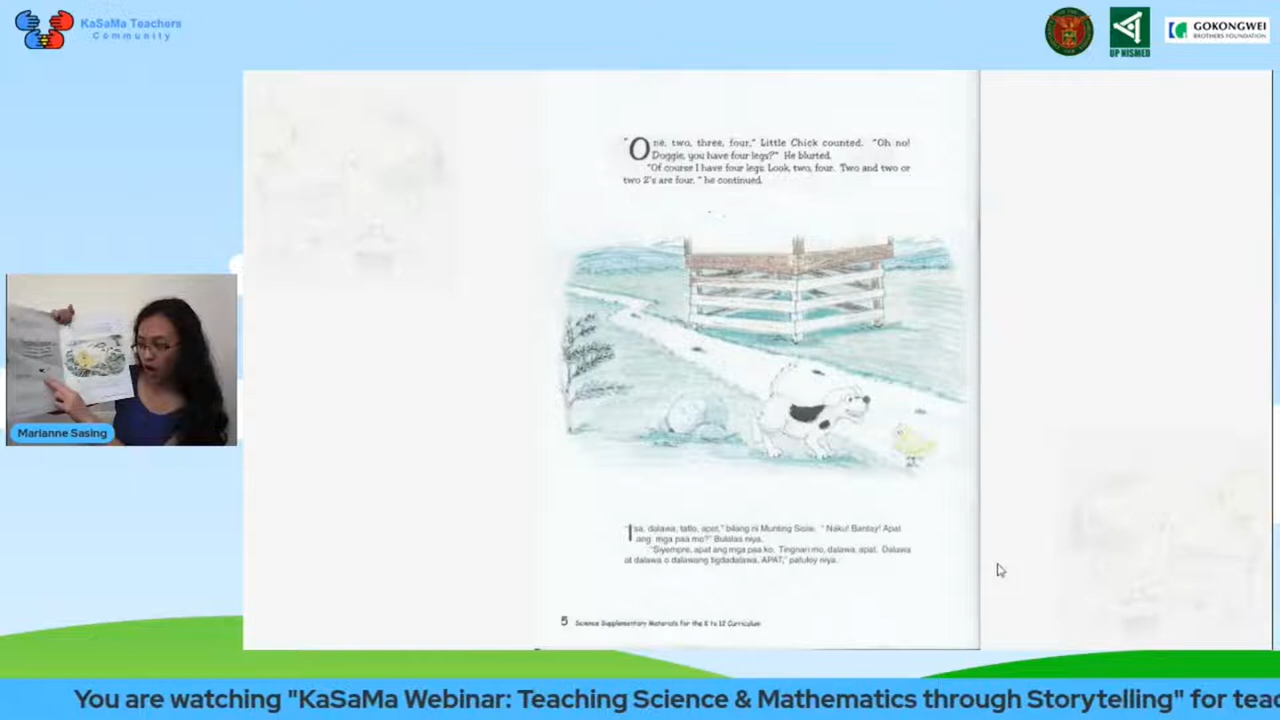 KaSaMa Teachers
Community
UP NISMED
GOKONGWEI
BROTHERS FOUNDATION
"One, two, three, four," Little Chick counted. "Oh no!
Doggie, you have four legs?" He blurted.
"Of course I have four legs. Look, two, four. Two and two or
two 2's are four. " he continued.
Marianne Sasing
"Isa, dalawa, tatlo, apat," bilang ni Munting Sisiw. " Naku! Bantay! Apat
ang mga paa mo?" Bulalas niya.
"Siyempre, apat ang mga paa ko. Tingnan mo, dalawa, apat. Dalawa
at dalawa o dalawang tigdadalawa, APAT," patuloy niya.
5 Science Supplementary Materials for the K to 12 Curriculum
You are watching "KaSaMa Webinar: Teaching Science & Mathematics through Storytelling" for teac